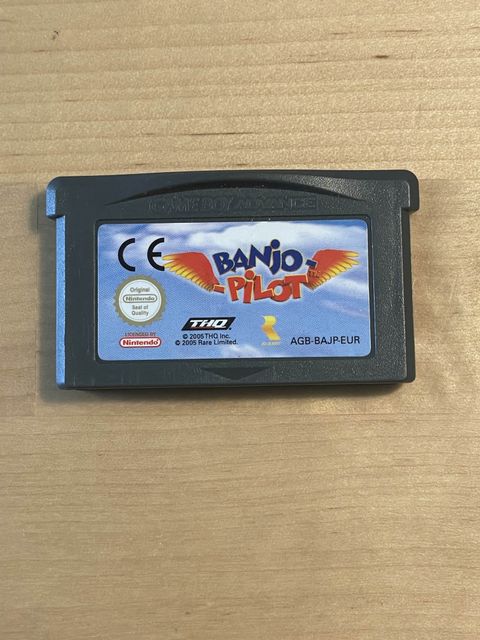 GAME BOY ADVANCE
CE
BANJO-
-PILOT
Original
Nintendo
Seal of
Quality
LICENSED BY
Nintendo
THQ
© 2005 THQ Inc.
© 2005 Rare Limited.
AGB-BAJP-EUR